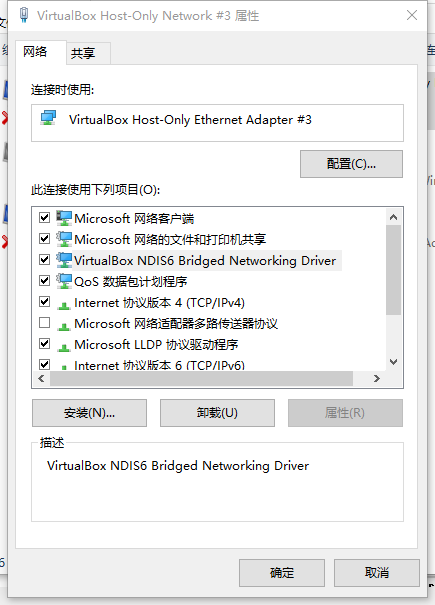 VirtualBox Host-Only Network #3 属性
网络
共享
连接时使用:
VirtualBox Host-Only Ethernet Adapter #3
配置(C)...
此连接使用下列项目(O):
Microsoft 网络客户端
Microsoft 网络的文件和打印机共享
VirtualBox NDIS6 Bridged Networking Driver
QoS 数据包计划程序
Internet 协议版本 4 (TCP/IPv4)
Microsoft 网络适配器多路传送器协议
Microsoft LLDP 协议驱动程序
Internet 协议版本 6 (TCP/IPv6)
安装(N)...
卸载(U)
属性(R)
描述
VirtualBox NDIS6 Bridged Networking Driver
确定
取消